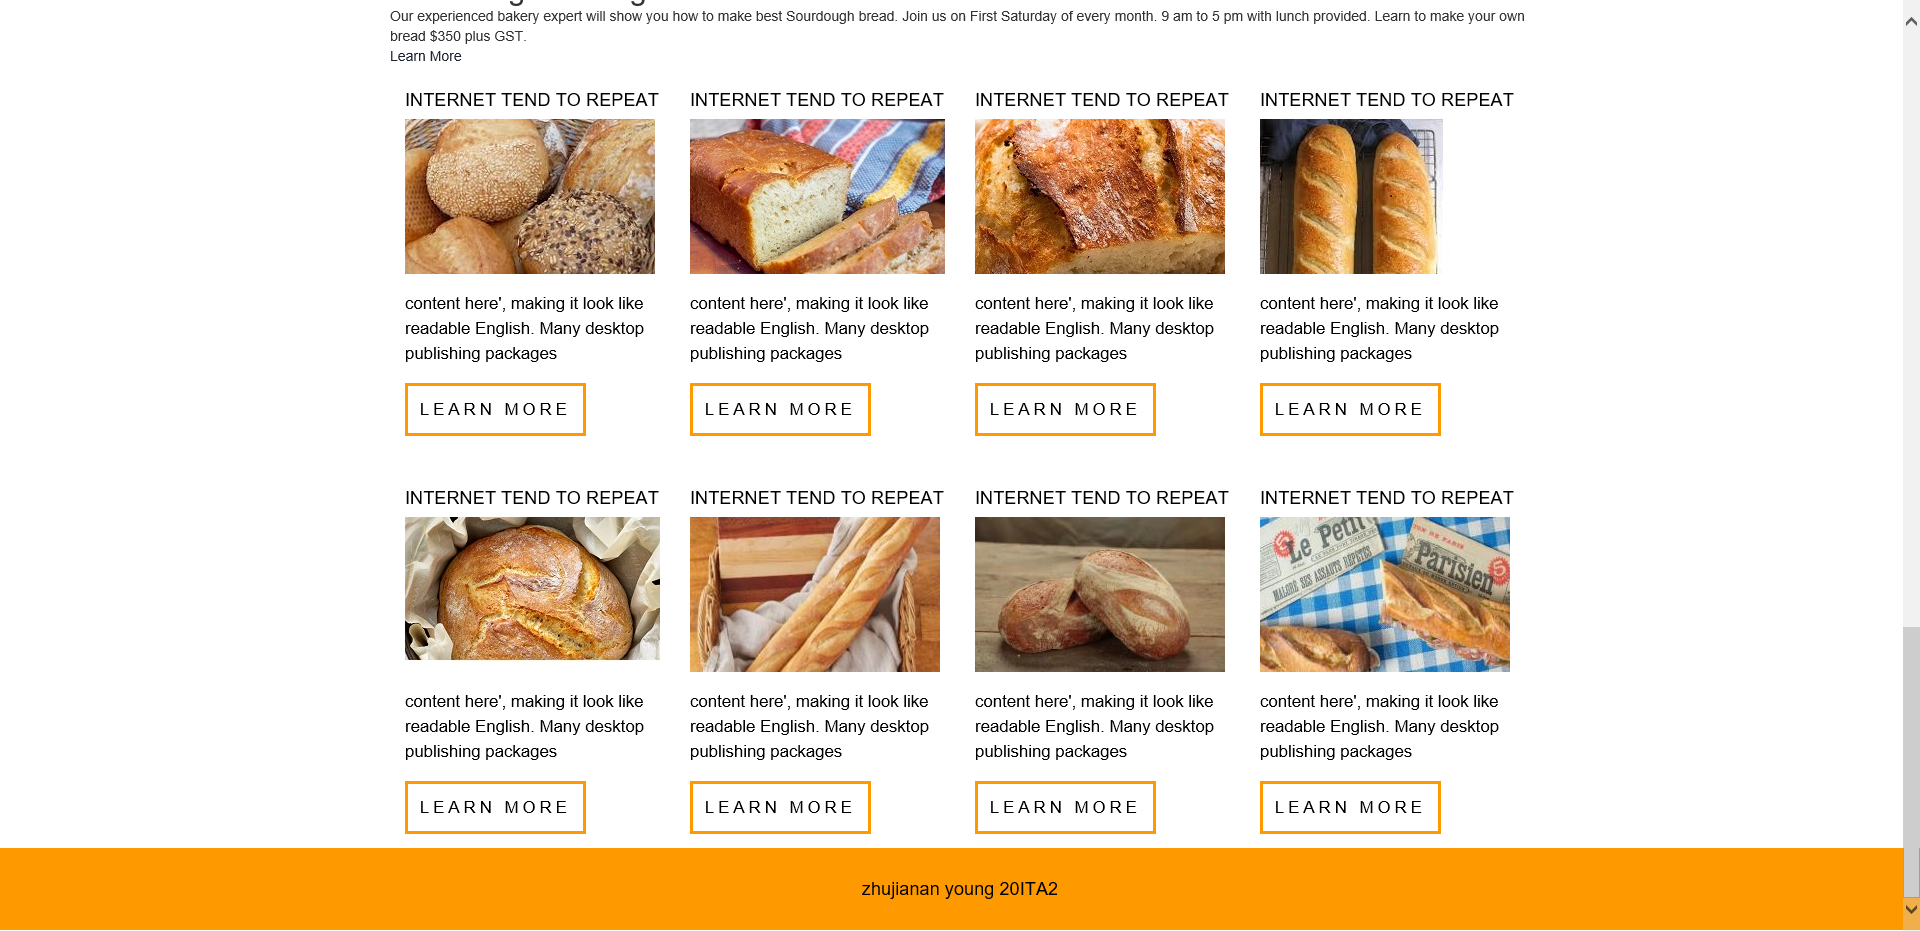 Our experienced bakery expert will show you how to make best Sourdough bread. Join us on First Saturday of every month. 9 am to 5 pm with lunch provided. Learn to make your own
bread $350 plus GST.
Learn More
INTERNET TEND TO REPEAT
INTERNET TEND TO REPEAT
INTERNET TEND TO REPEAT
INTERNET TEND TO REPEAT
content here', making it look like
readable English. Many desktop
publishing packages
content here', making it look like
readable English. Many desktop
publishing packages
content here', making it look like
readable English. Many desktop
publishing packages
content here', making it look like
readable English. Many desktop
publishing packages
LEARN MORE
LEARN MORE
LEARN MORE
LEARN MORE
INTERNET TEND TO REPEAT
INTERNET TEND TO REPEAT
INTERNET TEND TO REPEAT
INTERNET TEND TO REPEAT
Le Petit
MALGRÉ SES ASSAUTS RÉPÉTÉS
Parisien
5
content here', making it look like
readable English. Many desktop
publishing packages
content here', making it look like
readable English. Many desktop
publishing packages
content here', making it look like
readable English. Many desktop
publishing packages
content here', making it look like
readable English. Many desktop
publishing packages
LEARN MORE
LEARN MORE
LEARN MORE
LEARN MORE
zhujianan young 20ITA2